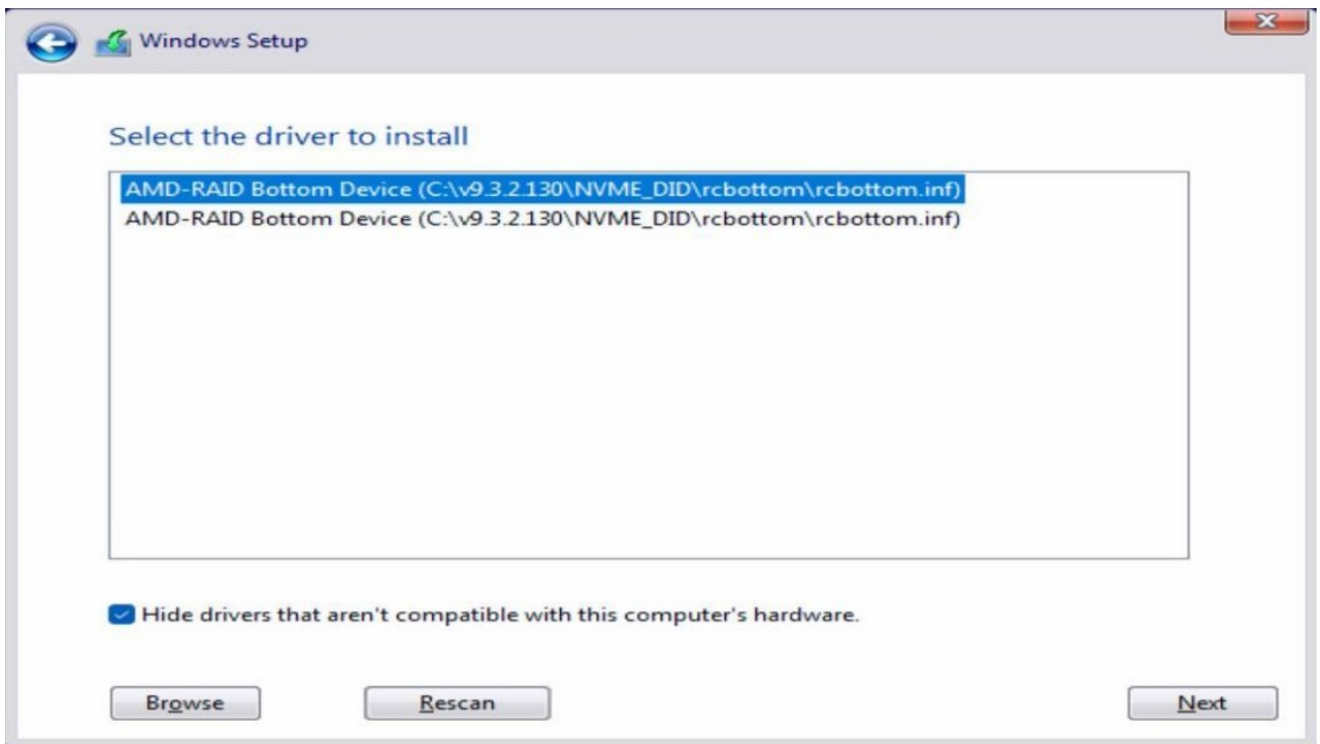 Windows Setup
Select the driver to install
AMD-RAID Bottom Device (C:\v9.3.2.130\NVME_DID\rcbottom\rcbottom.inf)
AMD-RAID Bottom Device (C:\v9.3.2.130\NVME_DID\rcbottom\rcbottom.inf)
Hide drivers that aren't compatible with this computer's hardware.
Browse
Rescan
Next